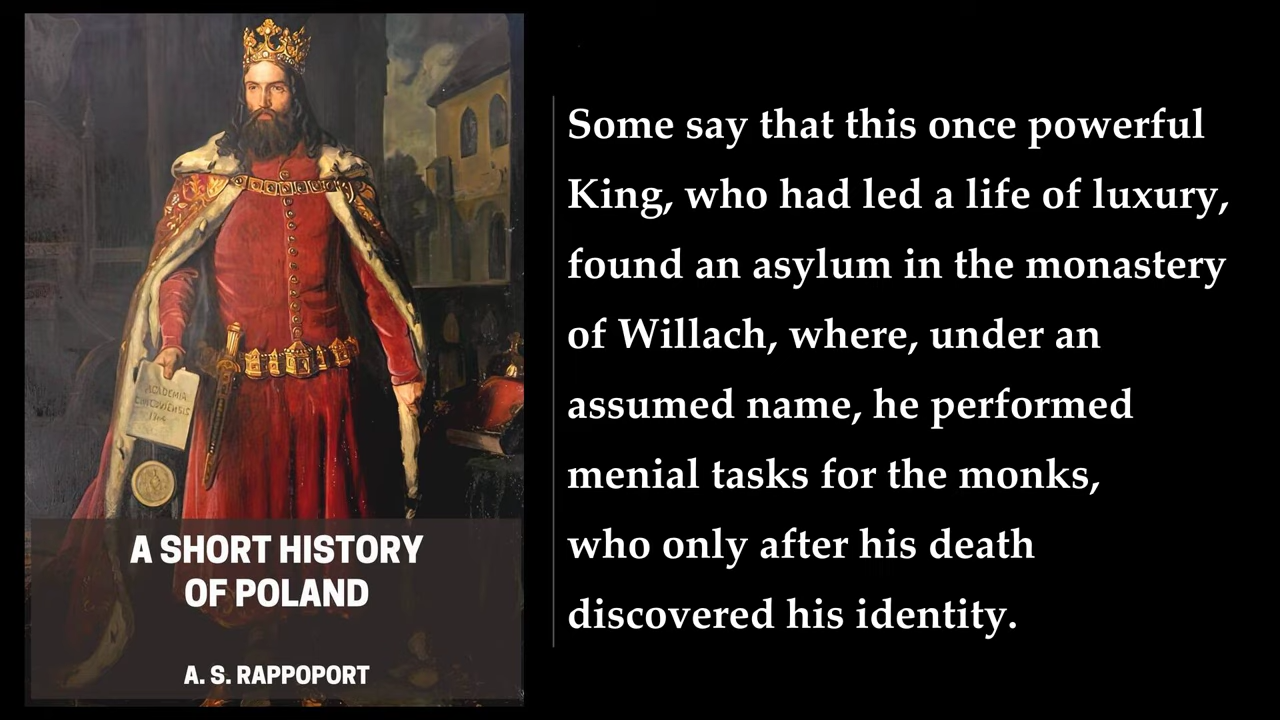 ACADEMIA
CRACOVIENSIS
A SHORT HISTORY
OF POLAND
A. S. RAPPOPORT
Some say that this once powerful
King, who had led a life of luxury,
found an asylum in the monastery
of Willach, where, under an
assumed name, he performed
menial tasks for the monks,
who only after his death
discovered his identity.